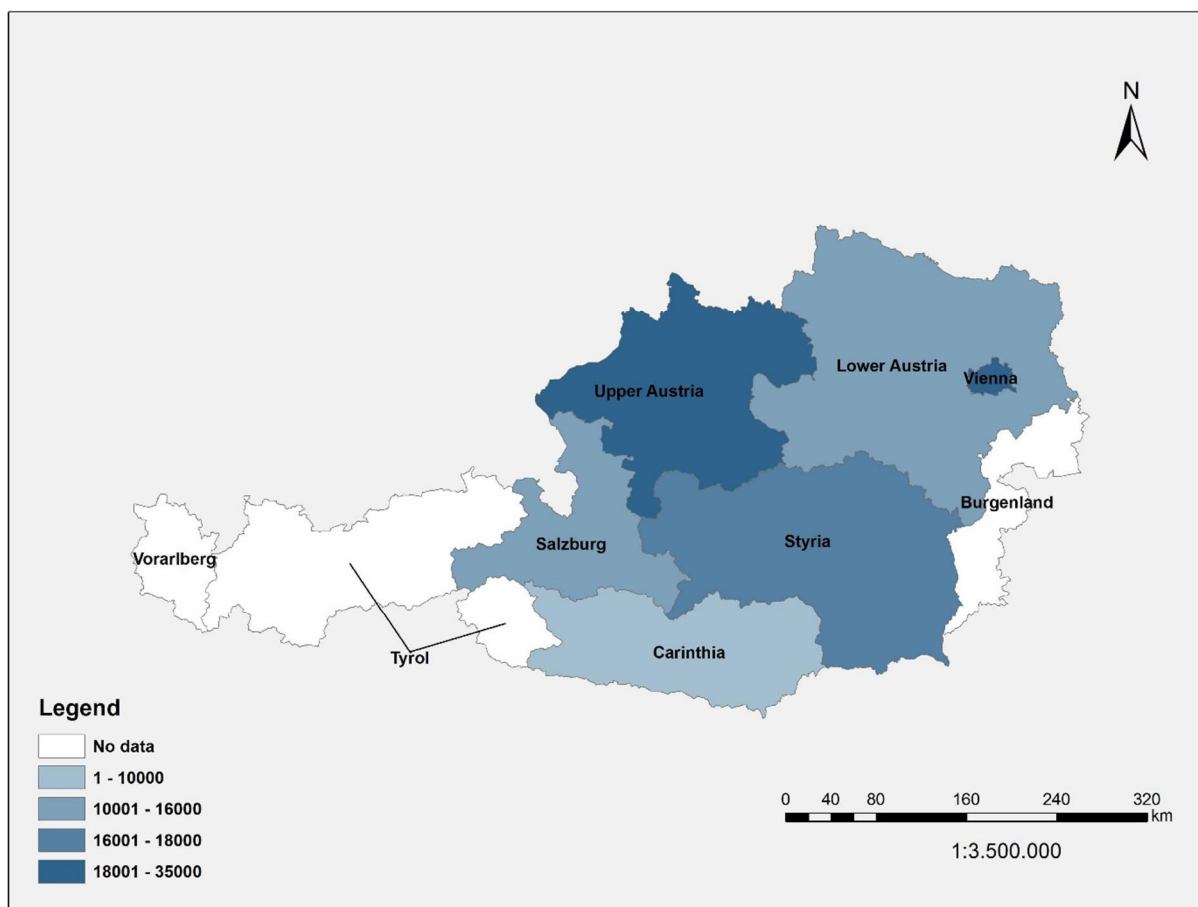 N
Lower Austria
Vienna
Upper Austria
Burgenland
Styria
Salzburg
Vorarlberg
Carinthia
Tyrol
Legend
No data
1 - 10000
10001 - 16000
16001 - 18000
18001 - 35000
0 40 80 160 240 320
km
1:3.500.000